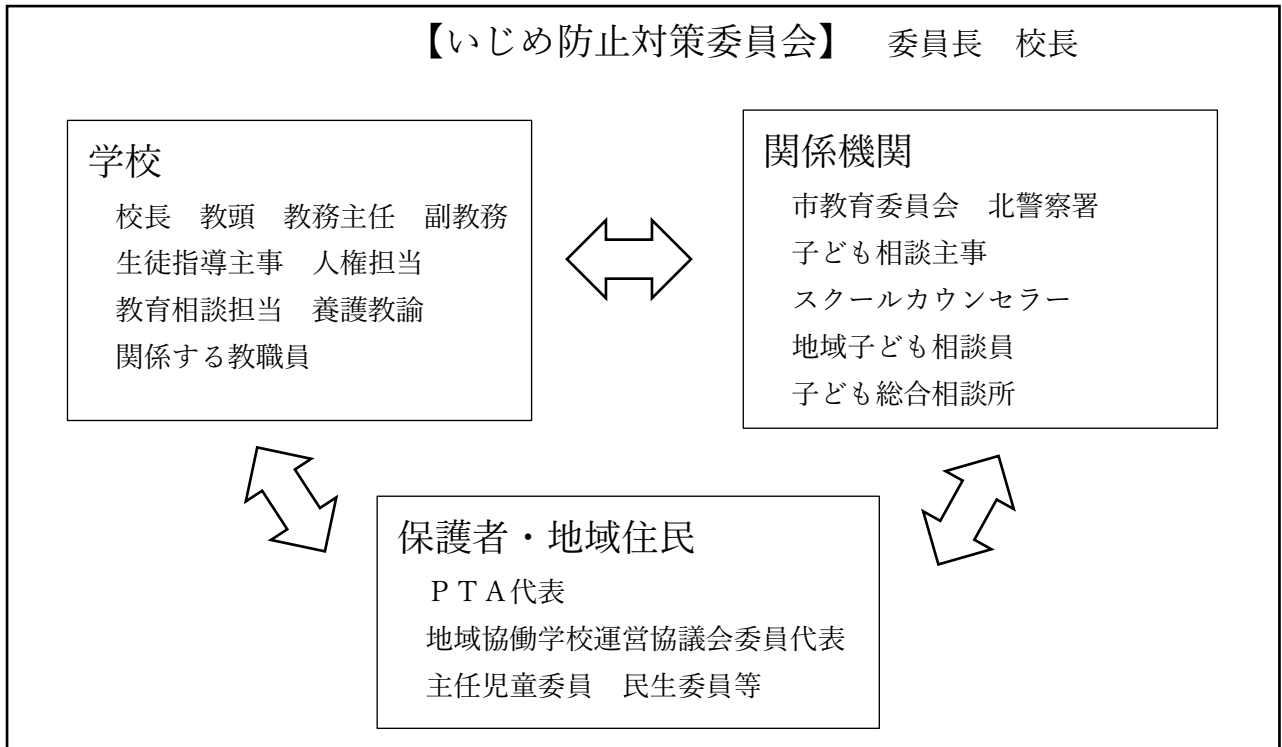 【いじめ防止対策委員会】　委員長　校長
学校
校長　教頭　教務主任　副教務
生徒指導主事　人権担当
教育相談担当　養護教諭
関係する教職員
関係機関
市教育委員会　北警察署
子ども相談主事
スクールカウンセラー
地域子ども相談員
子ども総合相談所
保護者・地域住民
ＰＴＡ代表
地域協働学校運営協議会委員代表
主任児童委員　民生委員等